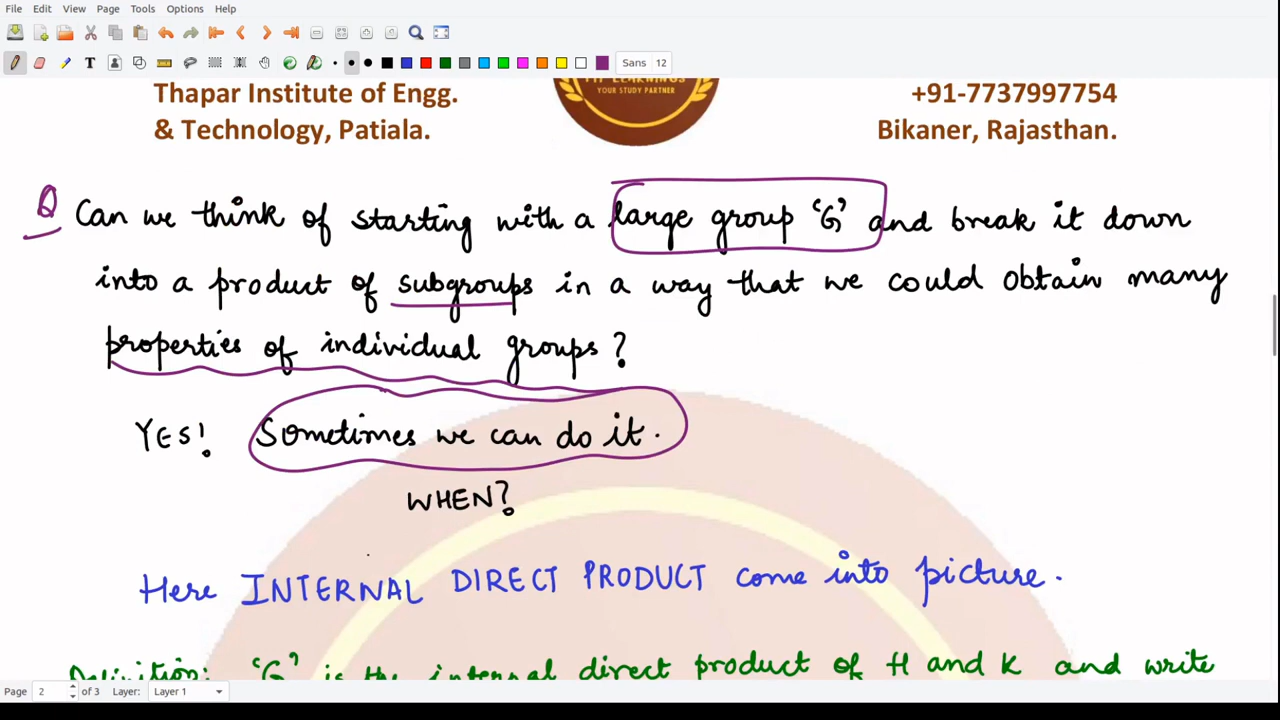 File Edit View Page Tools Options Help
Sans 12
YOUR STUDY PARTNER
Thapar Institute of Engg.
& Technology, Patiala.
+91-7737997754
Bikaner, Rajasthan.
Q Can we think of starting with a large group 'G' and break it down
into a product of subgroups in a way that we could obtain many
properties of individual groups?
YES! Sometimes we can do it.
WHEN?
Here INTERNAL DIRECT PRODUCT come into picture.
Definition: 'G' is the internal direct product of H and K and write
Page 2 of 3 Layer: Layer 1